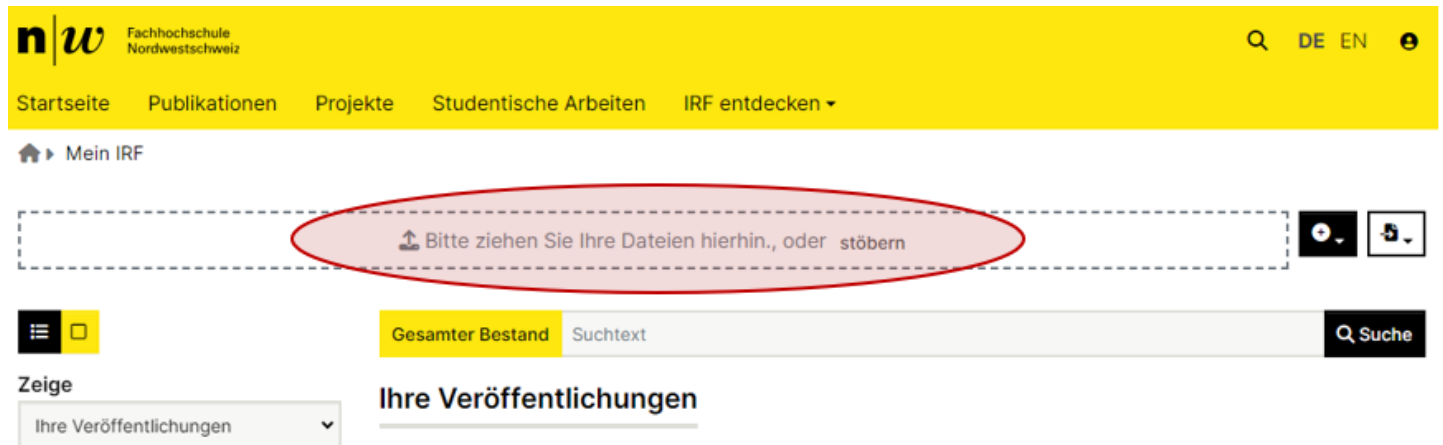 n|w Fachhochschule
Nordwestschweiz
DE EN
Startseite Publikationen Projekte Studentische Arbeiten IRF entdecken
Mein IRF
Bitte ziehen Sie Ihre Dateien hierhin., oder stöbern
Gesamter Bestand Suchtext Suche
Zeige
Ihre Veröffentlichungen
Ihre Veröffentlichungen